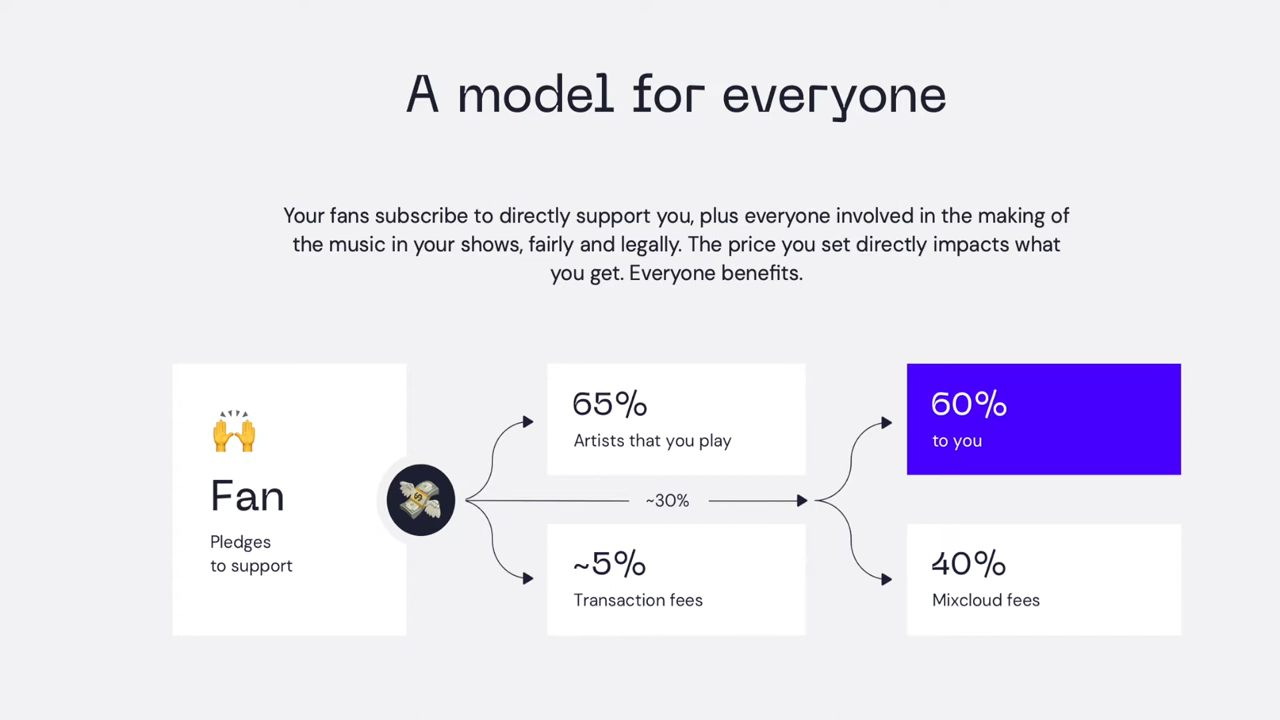 A model for everyone
Your fans subscribe to directly support you, plus everyone involved in the making of
the music in your shows, fairly and legally. The price you set directly impacts what
you get. Everyone benefits.
Fan
Pledges
to support
65%
Artists that you play
~30%
~5%
Transaction fees
60%
to you
40%
Mixcloud fees